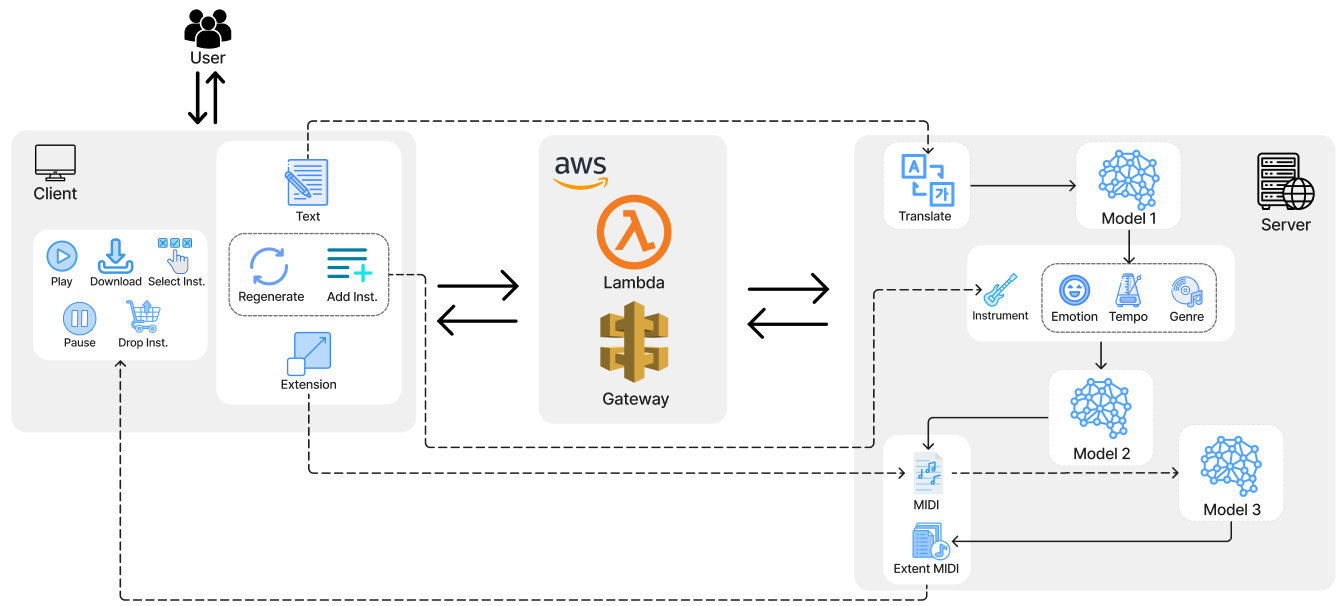 User
Client
Play
Download
Select Inst.
Pause
Drop Inst.
Text
Regenerate
Add Inst.
Extension
aws
Lambda
Gateway
A
가
Translate
Model 1
Server
Instrument
Emotion
Tempo
Genre
Model 2
MIDI
Model 3
Extent MIDI